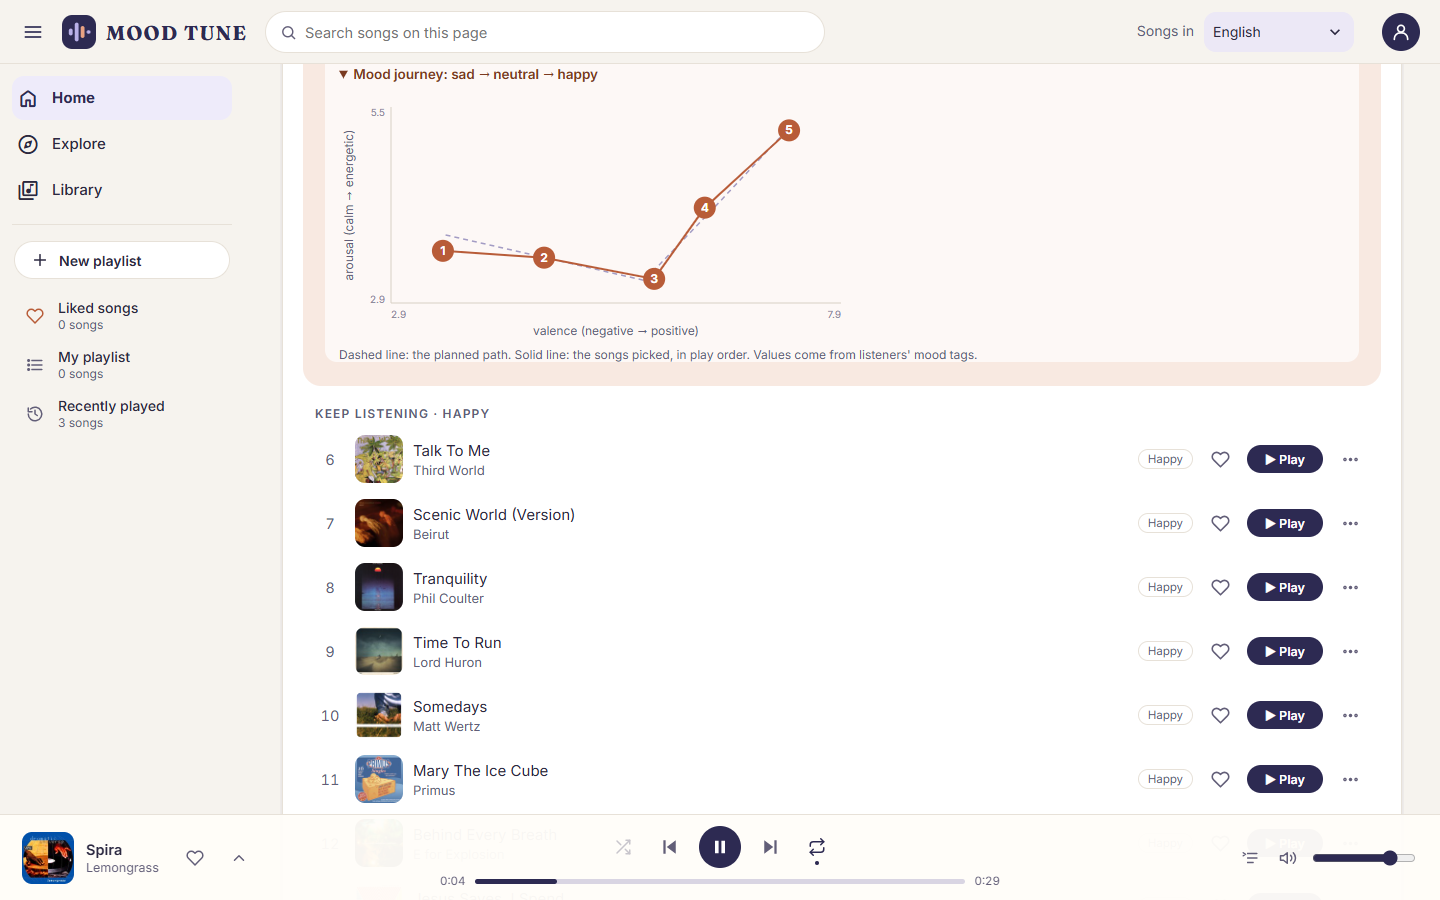 MOOD TUNE
Search songs on this page
Songs in
English
Home
Explore
Library
New playlist
Liked songs
0 songs
My playlist
0 songs
Recently played
3 songs
▼ Mood journey: sad → neutral → happy
5.5
arousal (calm → energetic)
2.9
1
2
3
4
5
2.9
7.9
valence (negative → positive)
Dashed line: the planned path. Solid line: the songs picked, in play order. Values come from listeners' mood tags.
KEEP LISTENING · HAPPY
6
Talk To Me
Third World
Happy
Play
7
Scenic World (Version)
Beirut
Happy
Play
8
Tranquility
Phil Coulter
Happy
Play
9
Time To Run
Lord Huron
Happy
Play
10
Somedays
Matt Wertz
Happy
Play
11
Mary The Ice Cube
Primus
Happy
Play
12
Behind Every Breath
Spira
Lemongrass
0:04
0:29